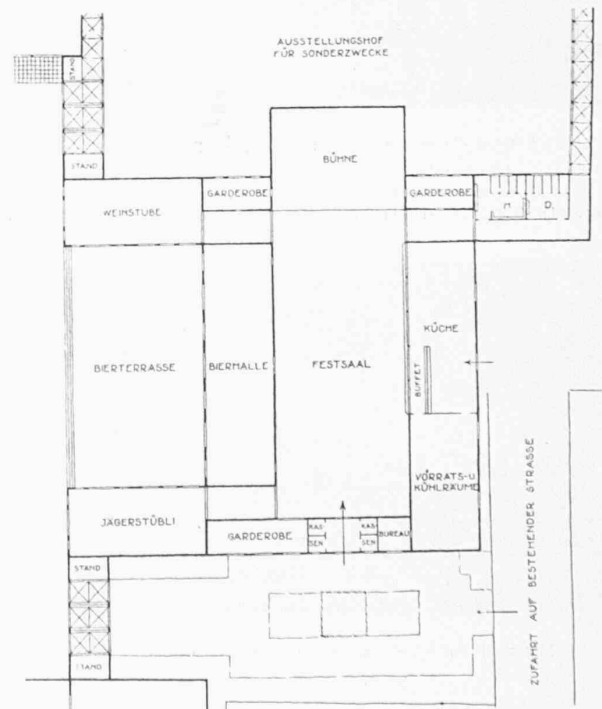 AUSSTELLUNGSHOF
FÜR SONDERZWECKE
STAND
STAND
BÜHNE
GARDEROBE
GARDEROBE
WEINSTUBE
H.
D.
BIERTERRASSE
BIERHALLE
FESTSAAL
KÜCHE
BUFFET
VORRATS-U.
KÜHLRÄUME
JÄGERSTÜBLI
GARDEROBE
KAS-
SEN
KAS-
SEN
BUREAU
STAND
STAND
ZUFAHRT AUF BESTEHENDER STRASSE